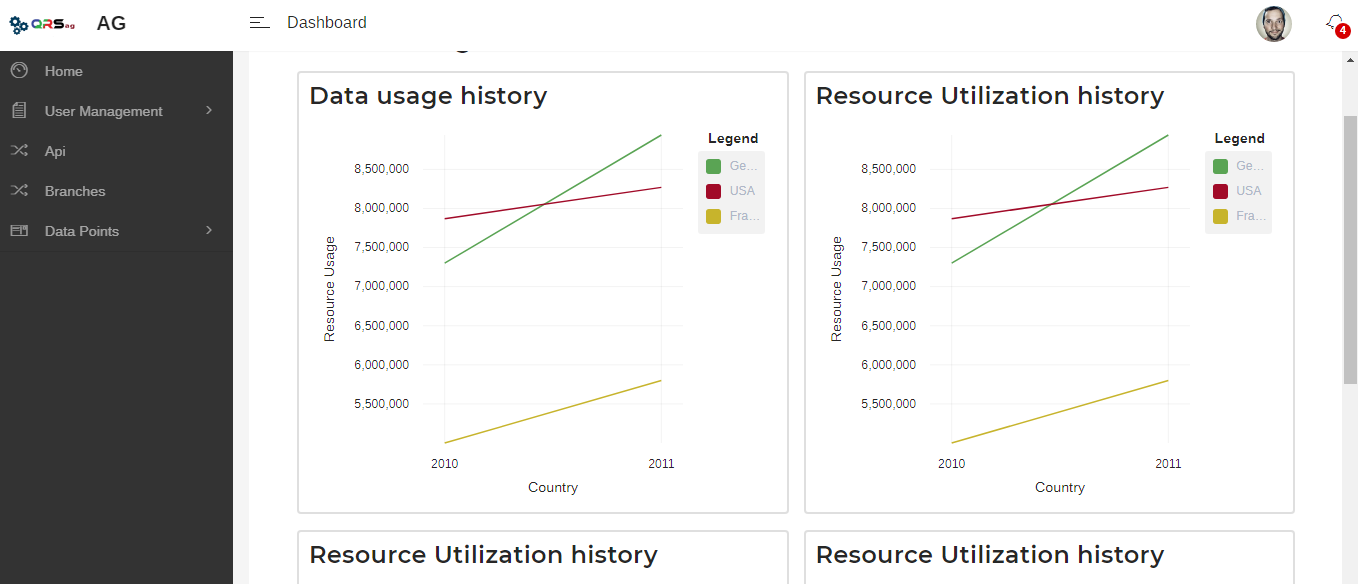 QRSag AG Dashboard 4
Home
User Management
Api
Branches
Data Points
Data usage history
Legend
Ge...
USA
Fra...
8,500,000
8,000,000
7,500,000
7,000,000
6,500,000
6,000,000
5,500,000
Resource Usage
2010 2011
Country
Resource Utilization history
Legend
Ge...
USA
Fra...
8,500,000
8,000,000
7,500,000
7,000,000
6,500,000
6,000,000
5,500,000
Resource Usage
2010 2011
Country
Resource Utilization history
Resource Utilization history